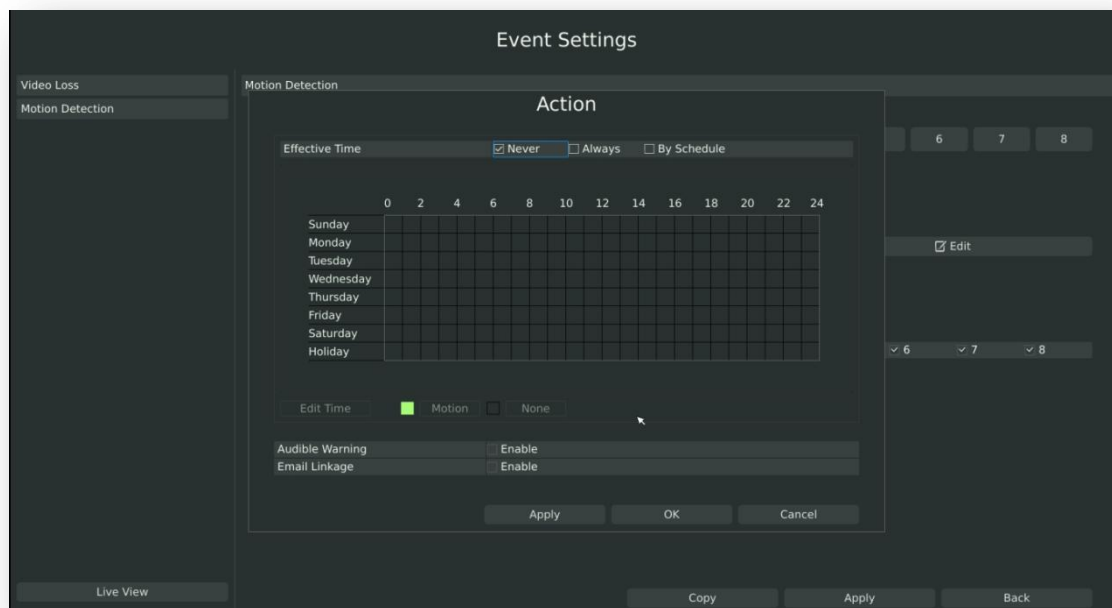 Event Settings
Video Loss
Motion Detection
Motion Detection
Action
Effective Time Never Always By Schedule
6 7 8
0 2 4 6 8 10 12 14 16 18 20 22 24
Sunday
Monday
Tuesday
Wednesday
Thursday
Friday
Saturday
Holiday
Edit
6 7 8
Edit Time Motion None
Audible Warning Enable
Email Linkage Enable
Apply OK Cancel
Live View
Copy Apply Back